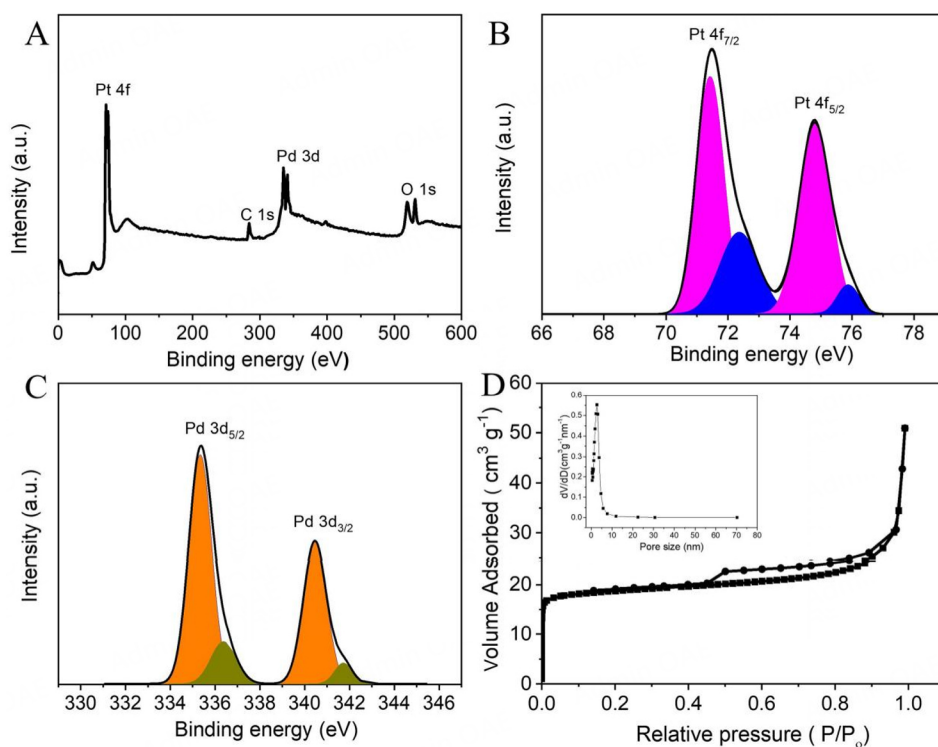 A
Pt 4f
Pd 3d
O 1s
C 1s
Intensity (a.u.)
0 100 200 300 400 500 600
Binding energy (eV)
B
Pt 4f7/2
Pt 4f5/2
Intensity (a.u.)
66 68 70 72 74 76 78
Binding energy (eV)
C
Pd 3d5/2
Pd 3d3/2
Intensity (a.u.)
330 332 334 336 338 340 342 344 346
Binding energy (eV)
D
60
50
40
30
20
10
0
Volume Adsorbed ( cm³ g⁻¹)
0.0 0.2 0.4 0.6 0.8 1.0
Relative pressure ( P/Po)
0.6
0.5
0.4
0.3
0.2
0.1
0.0
dV/dD(cm³g⁻¹nm⁻¹)
0 10 20 30 40 50 60 70 80
Pore size (nm)